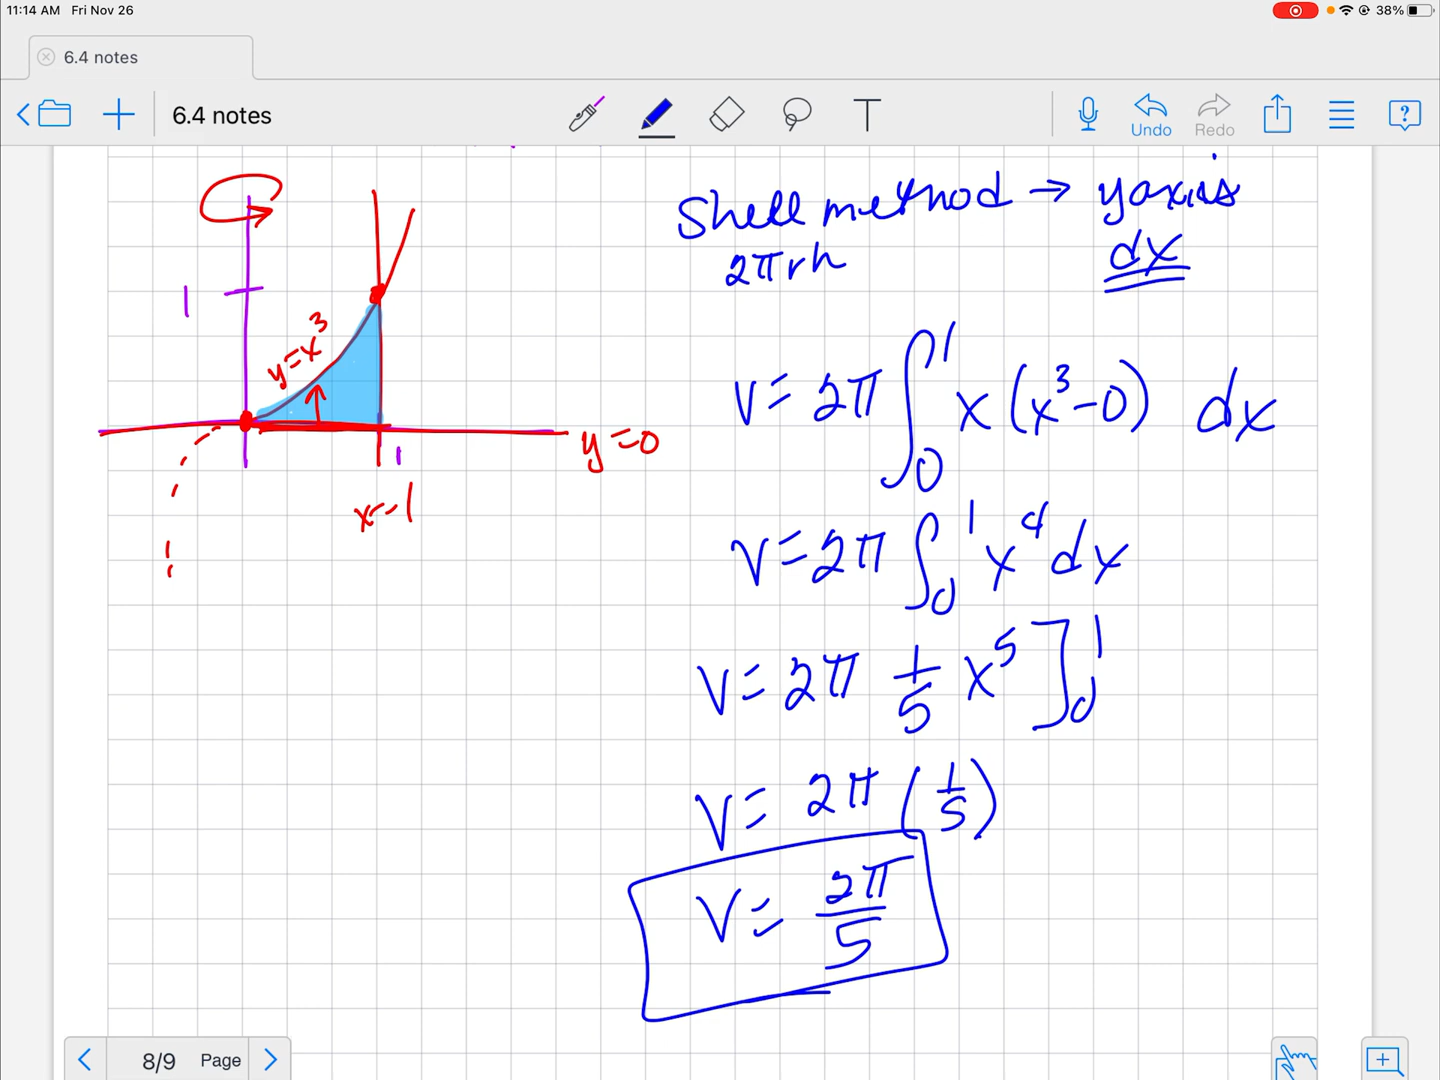 11:14 AM Fri Nov 26
38%
6.4 notes
6.4 notes
Undo
Redo
Shell method → y axis
2πrh
dx
1
y=x³
y=0
1
x=1
V=2π ∫₀¹ x(x³-0) dx
V=2π ∫₀¹ x⁴dx
V=2π 1/5 x⁵]₀¹
V=2π(1/5)
V=2π/5
8/9 Page